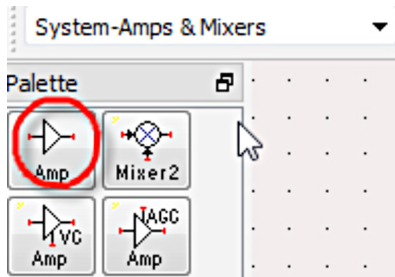 System-Amps & Mixers
Palette
Amp Mixer2
VC AGC
Amp Amp